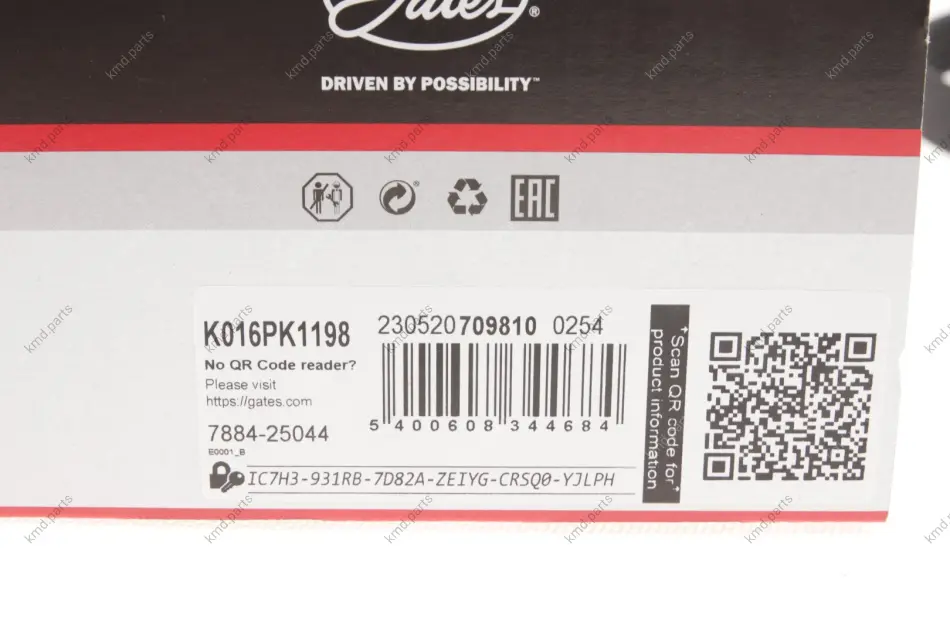 Gates®
DRIVEN BY POSSIBILITY™
EAC
K016PK1198
230520709810 0254
No QR Code reader?
Please visit
https://gates.com
7884-25044
E0001_B
5 400608 344684
IC7H3-931RB-7D82A-ZEIYG-CRSQ0-YJLPH
*Scan QR code for*
product information
kmd.parts